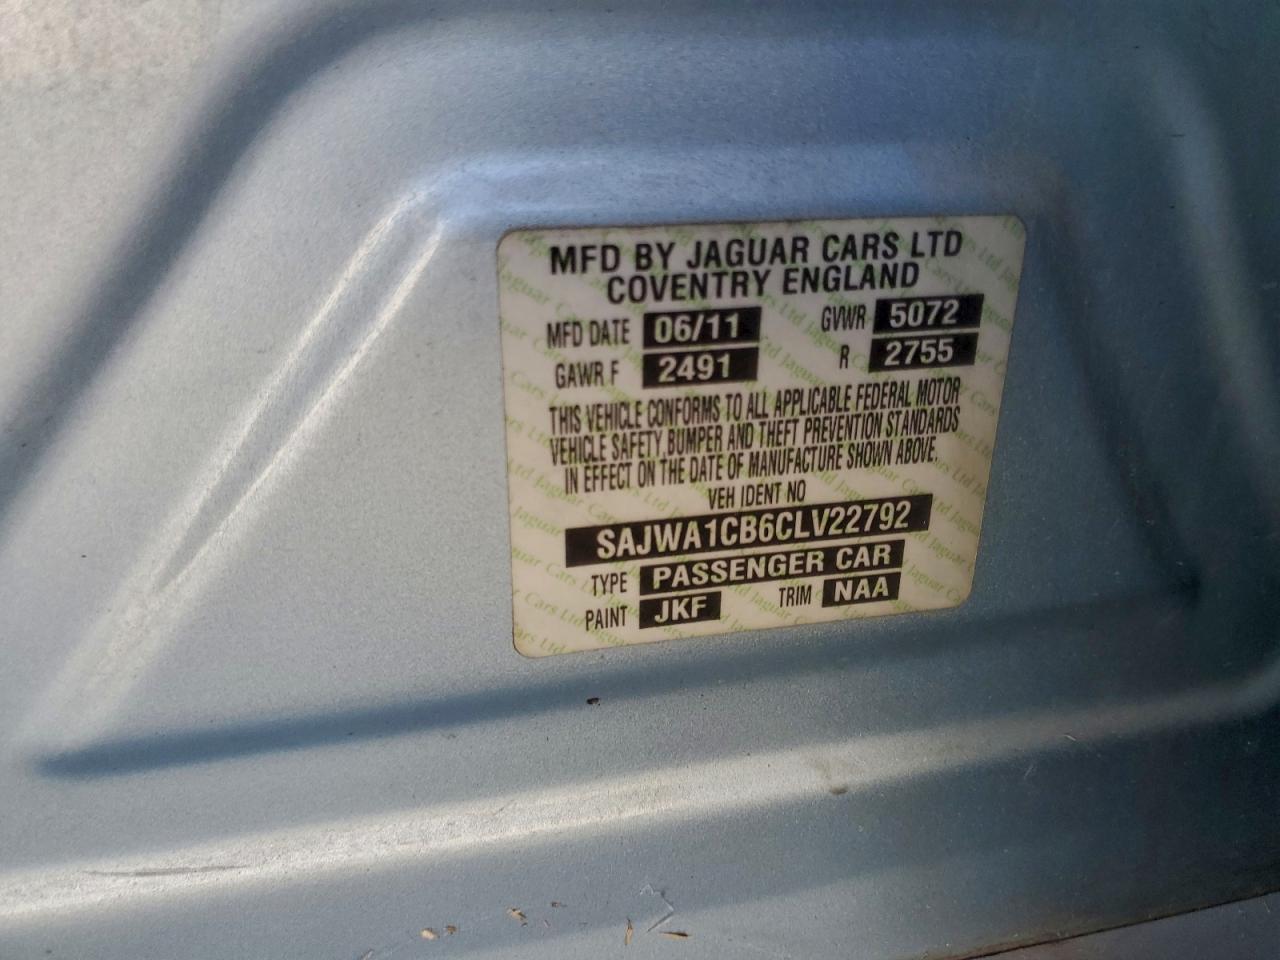 MFD BY JAGUAR CARS LTD
COVENTRY ENGLAND
MFD DATE 06/11 GVWR 5072
GAWR F 2491 R 2755
THIS VEHICLE CONFORMS TO ALL APPLICABLE FEDERAL MOTOR
VEHICLE SAFETY, BUMPER AND THEFT PREVENTION STANDARDS
IN EFFECT ON THE DATE OF MANUFACTURE SHOWN ABOVE.
VEH IDENT NO
SAJWA1CB6CLV22792
TYPE PASSENGER CAR
PAINT JKF TRIM NAA